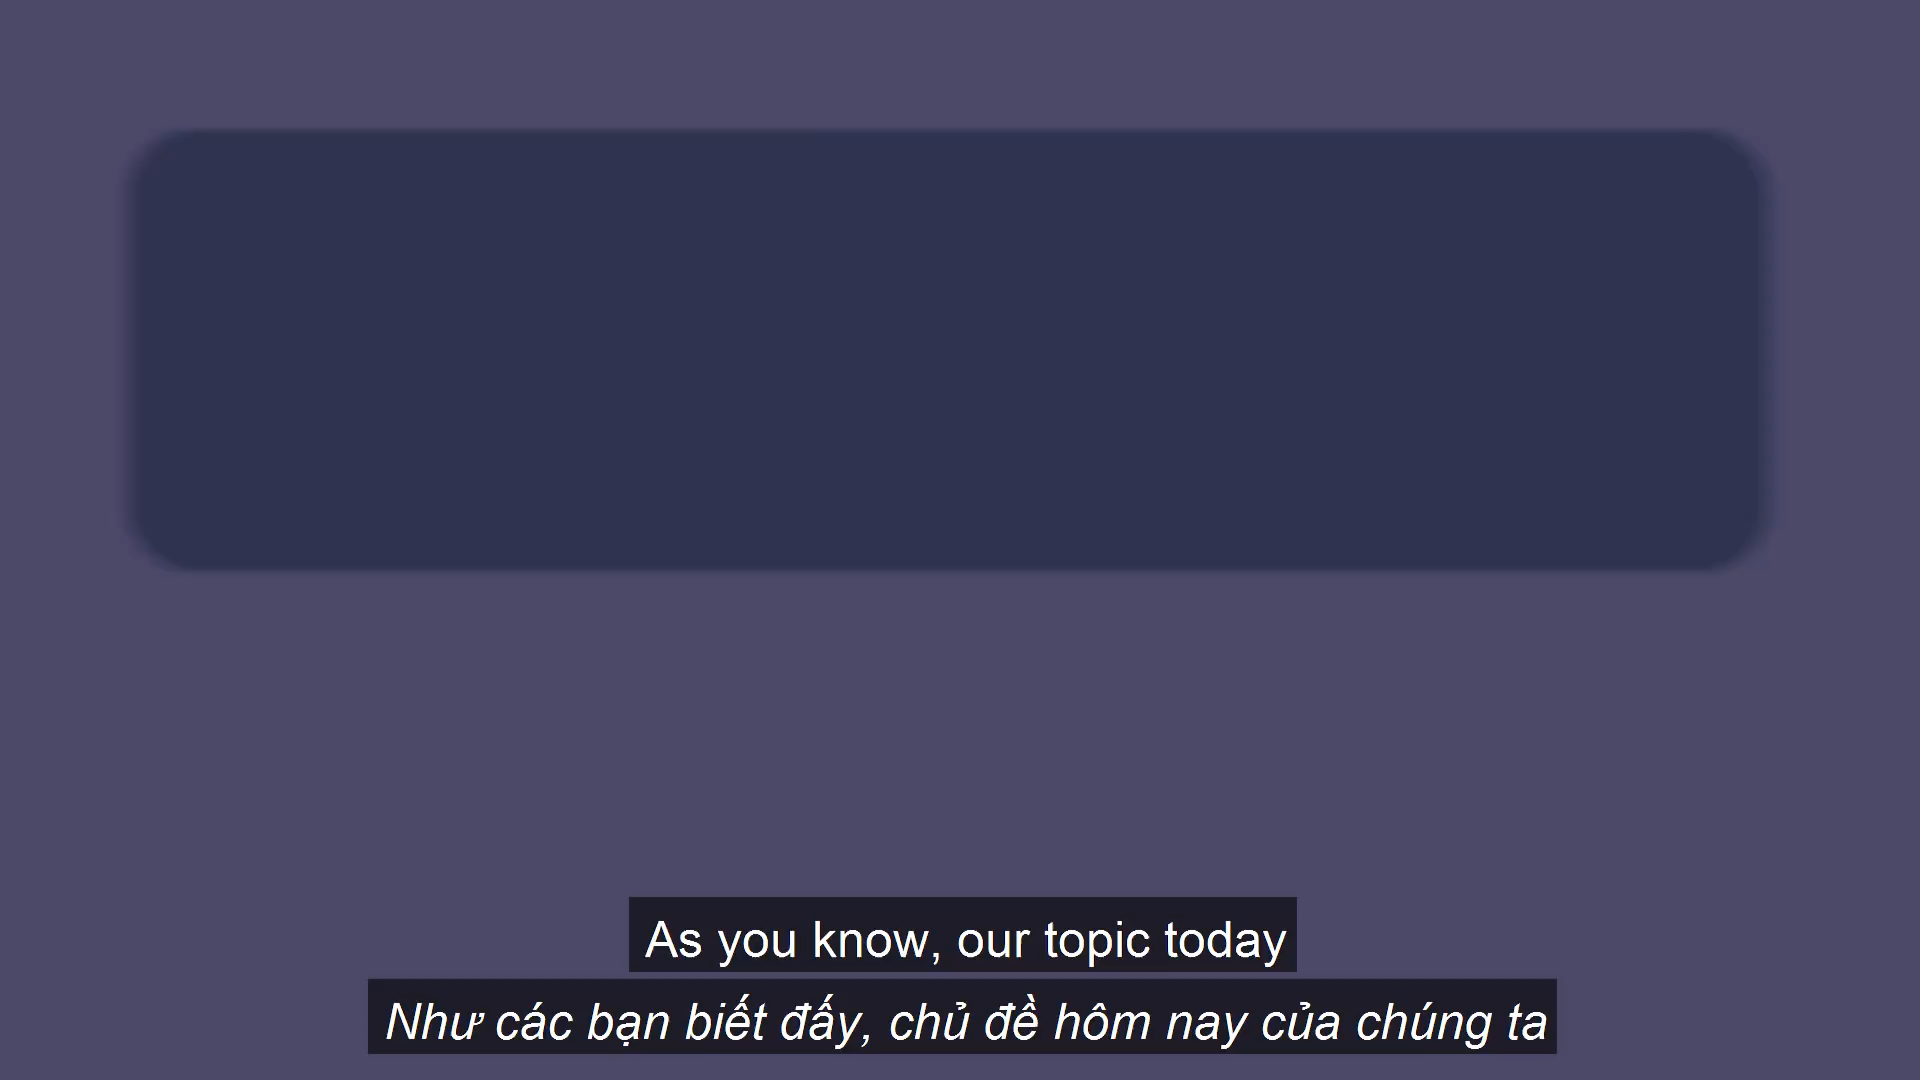 As you know, our topic today
Như các bạn biết đấy, chủ đề hôm nay của chúng ta